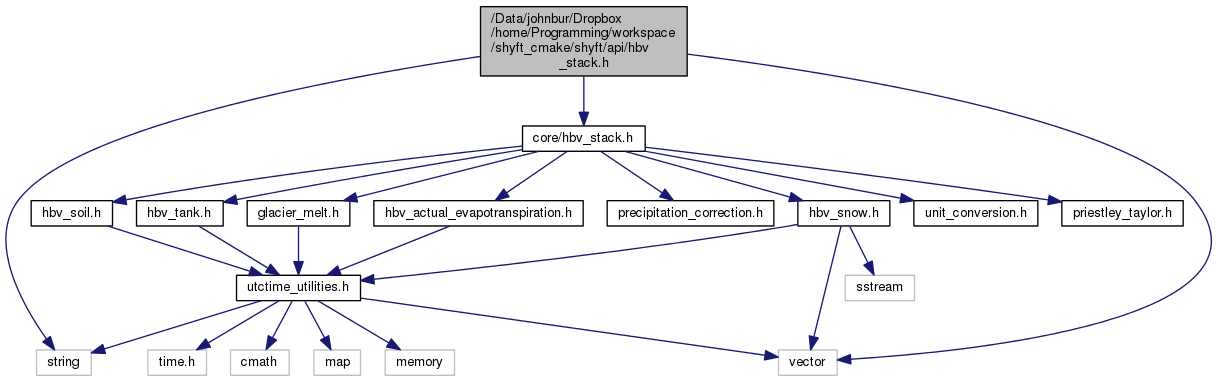 /Data/johnbur/Dropbox
/home/Programming/workspace
/shyft_cmake/shyft/api/hbv
_stack.h
core/hbv_stack.h
hbv_soil.h
hbv_tank.h
glacier_melt.h
hbv_actual_evapotranspiration.h
precipitation_correction.h
hbv_snow.h
unit_conversion.h
priestley_taylor.h
utctime_utilities.h
sstream
string
time.h
cmath
map
memory
vector